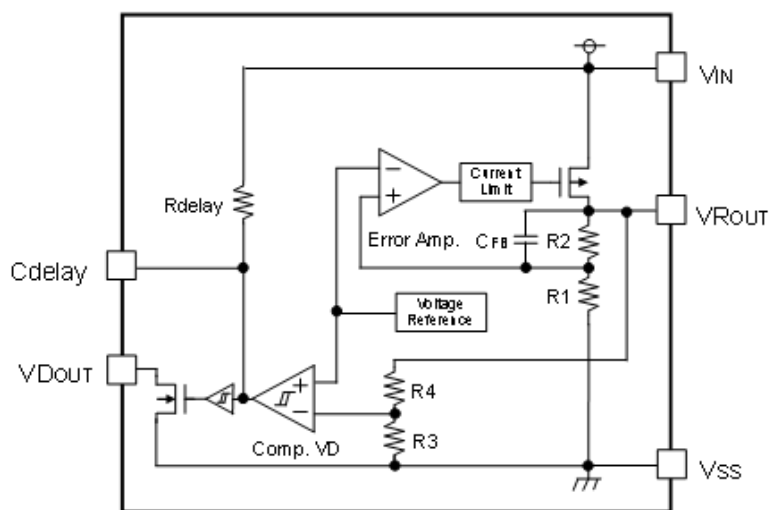 VIN
Current
Limit
Rdelay
VROUT
Error Amp.
CFB
R2
Cdelay
R1
Voltage
Reference
VDOUT
R4
Comp. VD
R3
VSS